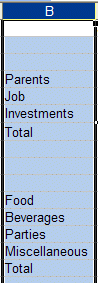 B
Parents
Job
Investments
Total
Food
Beverages
Parties
Miscellaneous
Total